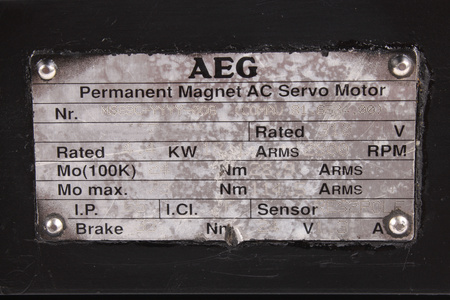 AEG
Permanent Magnet AC Servo Motor
Nr.
Rated V
Rated KW ARMS RPM
Mo(100K) Nm ARMS
Mo max. Nm ARMS
I.P. I.Cl. Sensor
Brake Nm V A